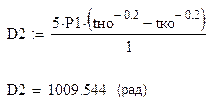 D2 := 5·P1·(tно^-0.2 - tко^-0.2) / 1
D2 = 1009.544 (рад)